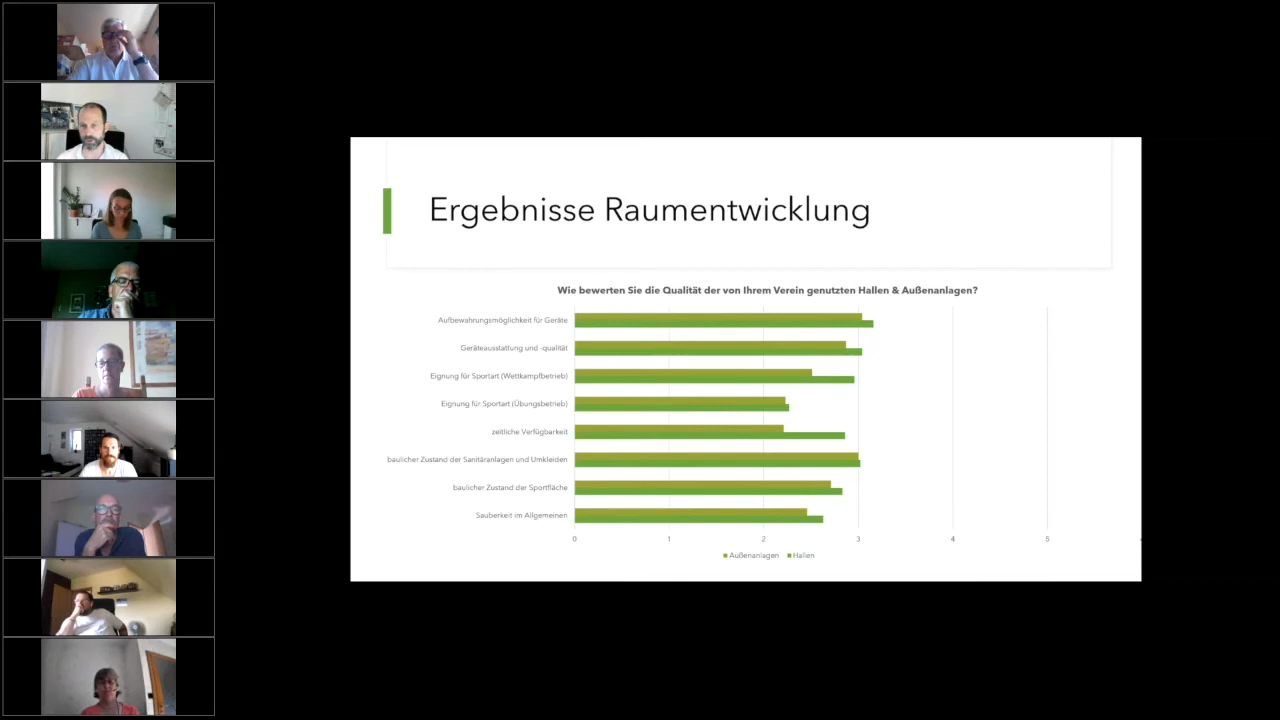 Ergebnisse Raumentwicklung
Wie bewerten Sie die Qualität der von Ihrem Verein genutzten Hallen & Außenanlagen?
Aufbewahrungsmöglichkeit für Geräte
Geräteausstattung und -qualität
Eignung für Sportart (Wettkampfbetrieb)
Eignung für Sportart (Übungsbetrieb)
zeitliche Verfügbarkeit
baulicher Zustand der Sanitäranlagen und Umkleiden
baulicher Zustand der Sportfläche
Sauberkeit im Allgemeinen
0 1 2 3 4 5
Außenanlagen Hallen